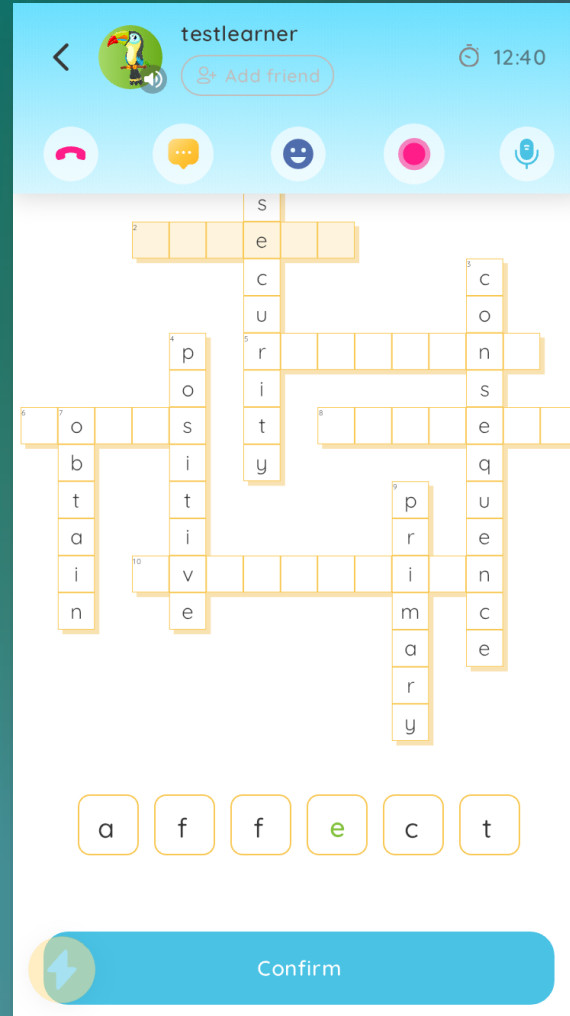 testlearner
Add friend
12:40
s
2 e
c 3 c
u o
4 p 5 r n
o i s
6 7 o s t 8 e
b i y q
t t 9 p u
a i r e
i 10 v i n
n e m c
a e
r
y
a f f e c t
Confirm